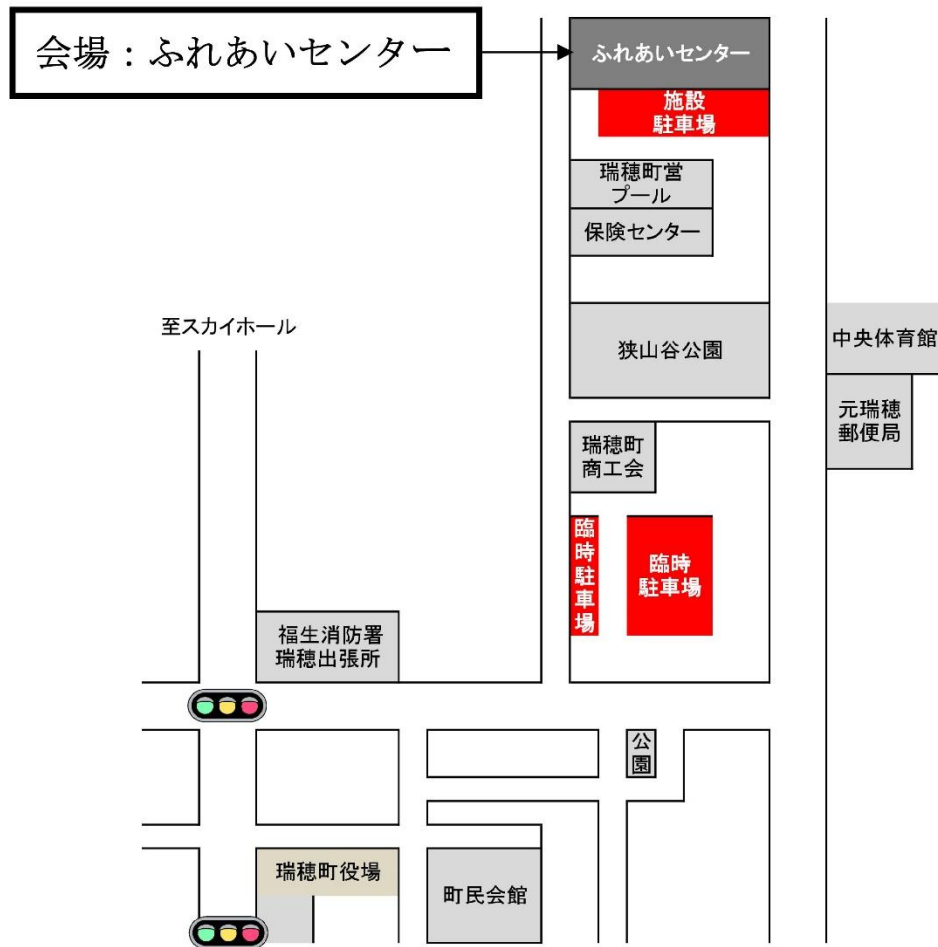 会場：ふれあいセンター
ふれあいセンター
施設
駐車場
瑞穂町営
プール
保険センター
至スカイホール
狭山谷公園
中央体育館
元瑞穂
郵便局
瑞穂町
商工会
臨時駐車場
臨時
駐車場
福生消防署
瑞穂出張所
公園
瑞穂町役場
町民会館